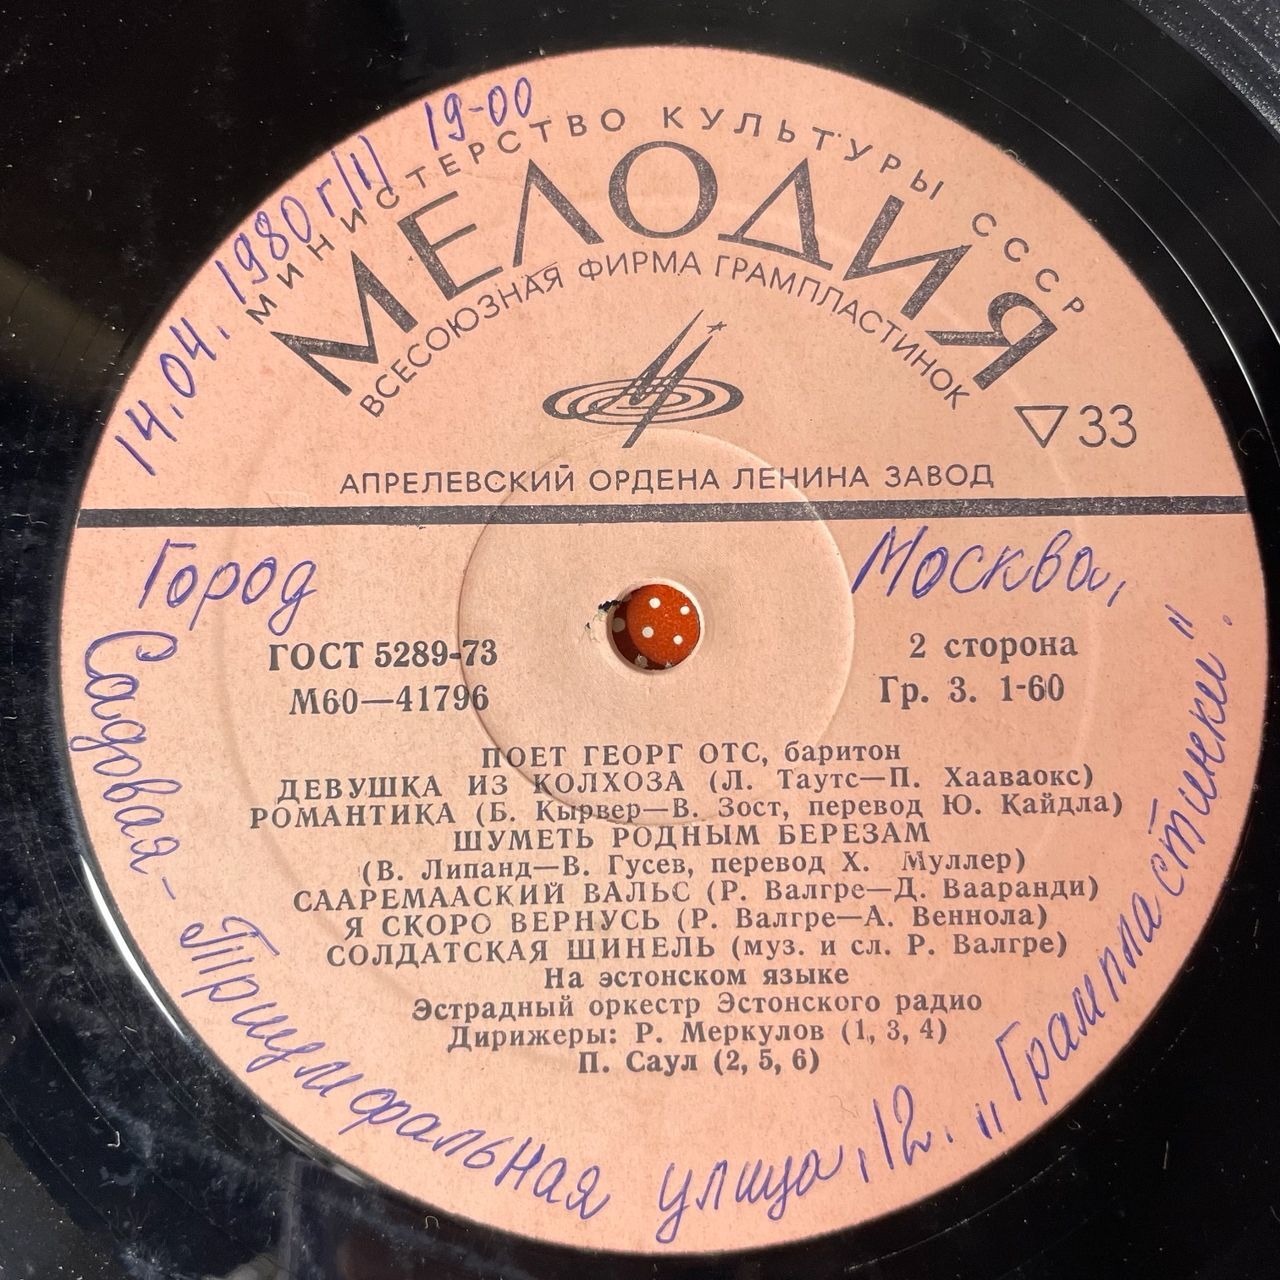 14.04.1980 г/1) 19-00
МИНИСТЕРСТВО КУЛЬТУРЫ СССР
МЕЛОДИЯ
ВСЕСОЮЗНАЯ ФИРМА ГРАМПЛАСТИНОК
33
АПРЕЛЕВСКИЙ ОРДЕНА ЛЕНИНА ЗАВОД
Город Москва,
Садовая-Триумфальная улица, 12. „Грампластинки".
ГОСТ 5289-73
М60—41796
2 сторона
Гр. 3. 1-60
ПОЕТ ГЕОРГ ОТС, баритон
ДЕВУШКА ИЗ КОЛХОЗА (Л. Таутс—П. Хааваокс)
РОМАНТИКА (Б. Кырвер—В. Зост, перевод Ю. Кайдла)
ШУМЕТЬ РОДНЫМ БЕРЕЗАМ
(В. Липанд—В. Гусев, перевод Х. Муллер)
СААРЕМААСКИЙ ВАЛЬС (Р. Валгре—Д. Вааранди)
Я СКОРО ВЕРНУСЬ (Р. Валгре—А. Веннола)
СОЛДАТСКАЯ ШИНЕЛЬ (муз. и сл. Р. Валгре)
На эстонском языке
Эстрадный оркестр Эстонского радио
Дирижеры: Р. Меркулов (1, 3, 4)
П. Саул (2, 5, 6)